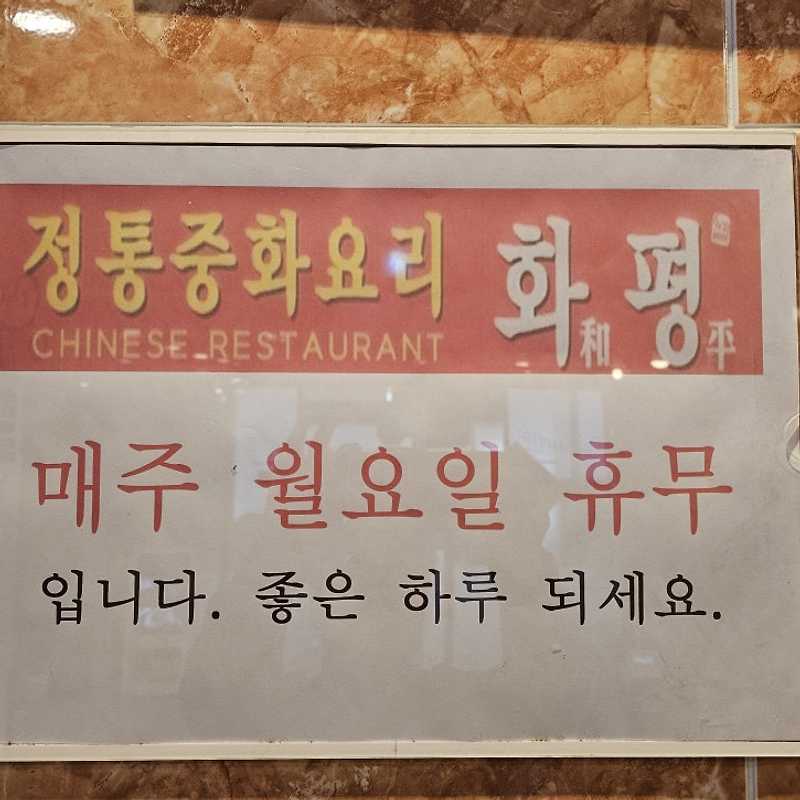 정통중화요리 화평
CHINESE RESTAURANT 和平
매주 월요일 휴무
입니다. 좋은 하루 되세요.